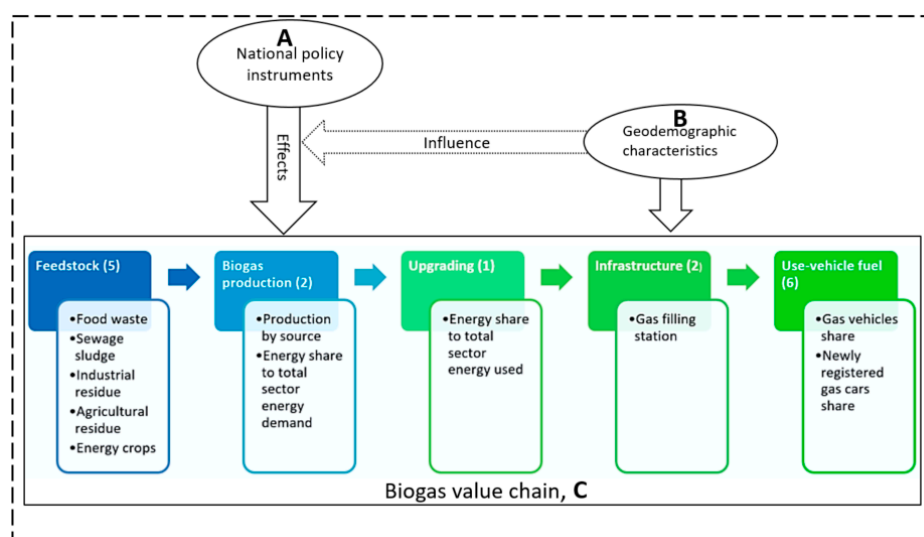 A
National policy
instruments
B
Geodemographic
characteristics
Influence
Effects
Feedstock (5)
•Food waste
•Sewage
sludge
•Industrial
residue
•Agricultural
residue
•Energy crops
Biogas
production (2)
•Production
by source
•Energy share
to total
sector
energy
demand
Upgrading (1)
•Energy share
to total
sector
energy used
Infrastructure (2)
•Gas filling
station
Use-vehicle fuel
(6)
•Gas vehicles
share
•Newly
registered
gas cars
share
Biogas value chain, C